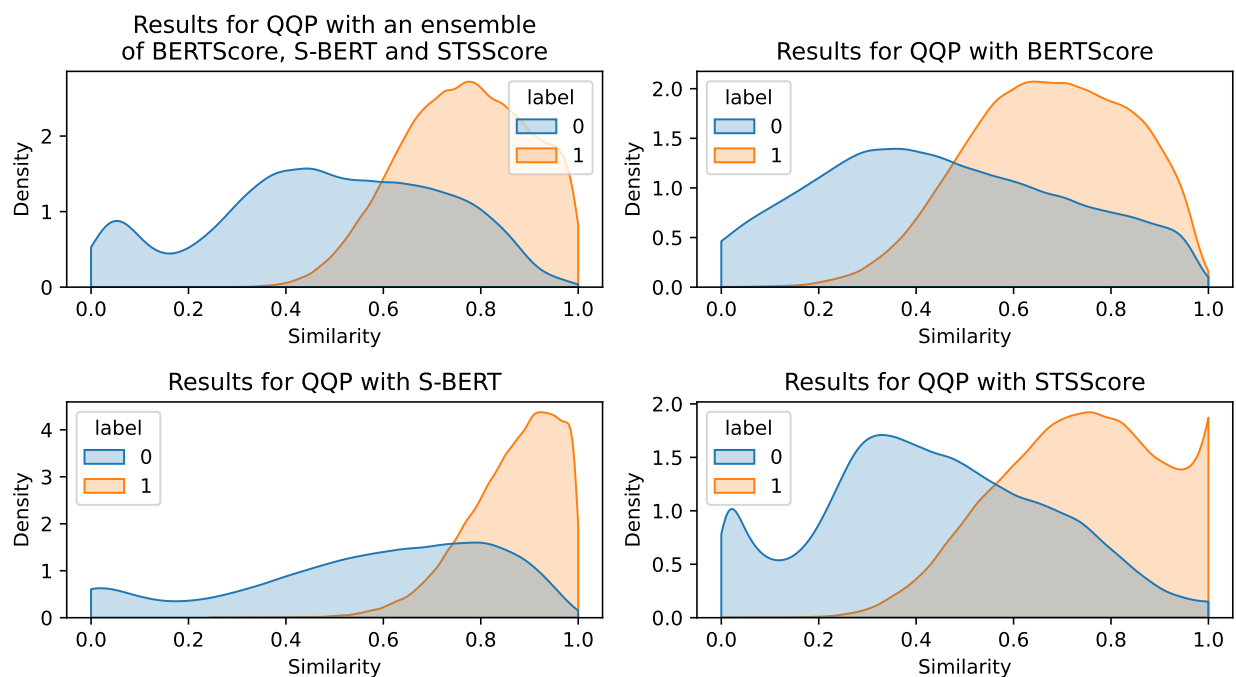 Results for QQP with an ensemble
of BERTScore, S-BERT and STSScore
label
0
1
Density
2
1
0
0.0 0.2 0.4 0.6 0.8 1.0
Similarity
Results for QQP with BERTScore
label
0
1
Density
2.0
1.5
1.0
0.5
0.0
0.0 0.2 0.4 0.6 0.8 1.0
Similarity
Results for QQP with S-BERT
label
0
1
Density
4
3
2
1
0
0.0 0.2 0.4 0.6 0.8 1.0
Similarity
Results for QQP with STSScore
label
0
1
Density
2.0
1.5
1.0
0.5
0.0
0.0 0.2 0.4 0.6 0.8 1.0
Similarity